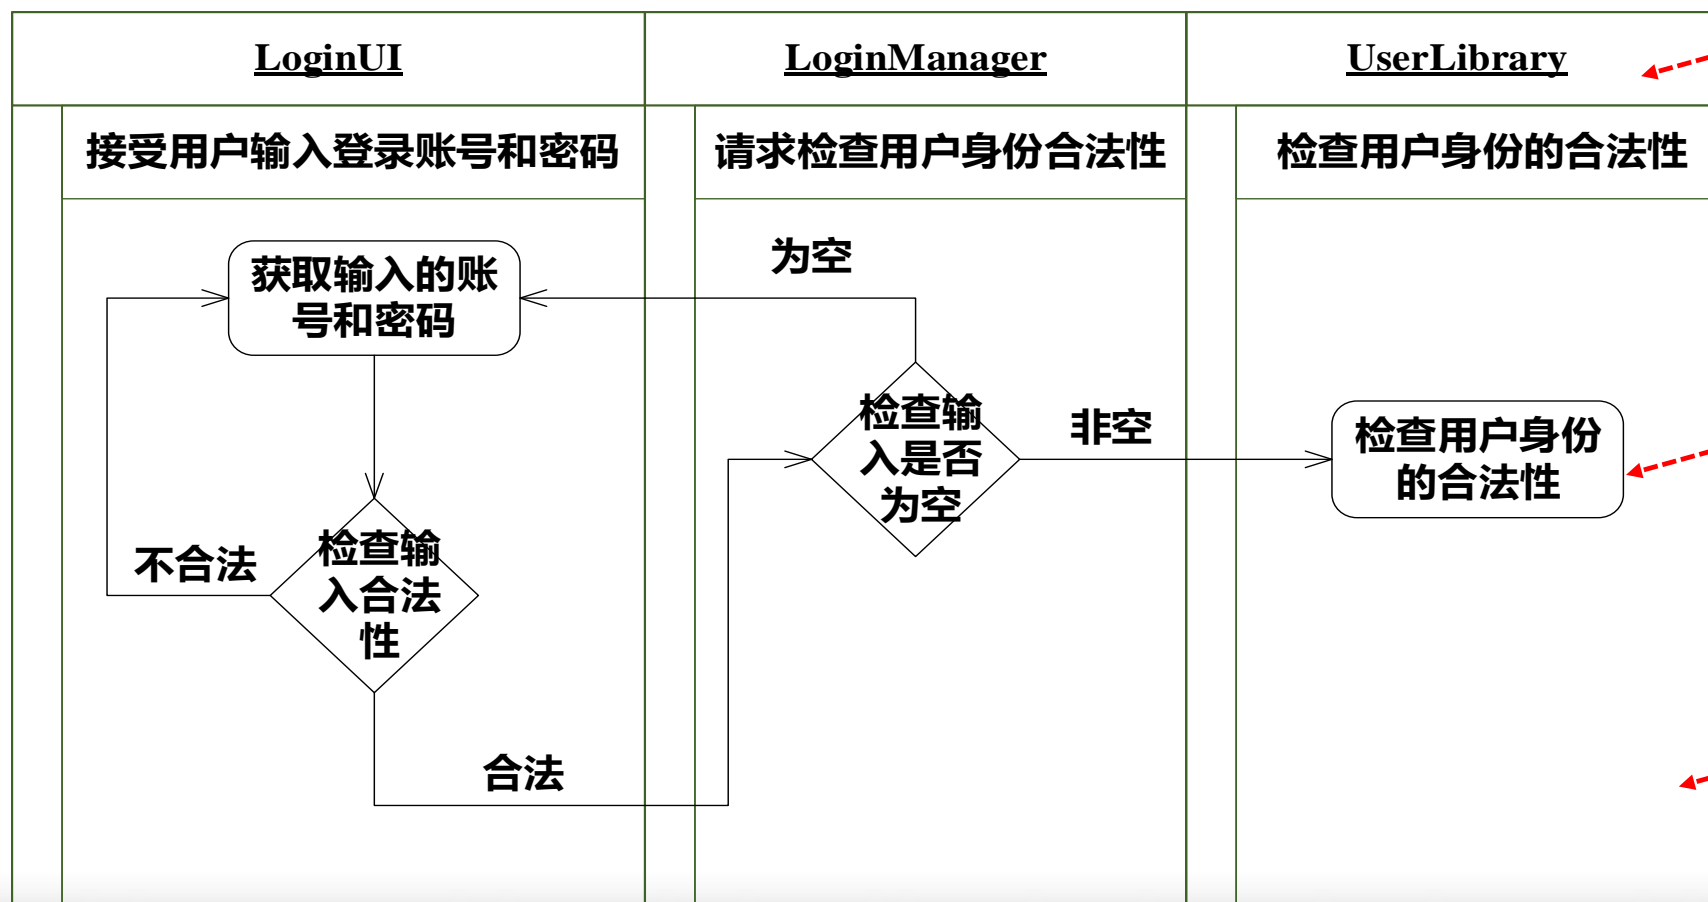 LoginUI
LoginManager
UserLibrary
接受用户输入登录账号和密码
请求检查用户身份合法性
检查用户身份的合法性
获取输入的账
号和密码
为空
检查输
入是否
为空
非空
检查用户身份
的合法性
不合法
检查输
入合法
性
合法